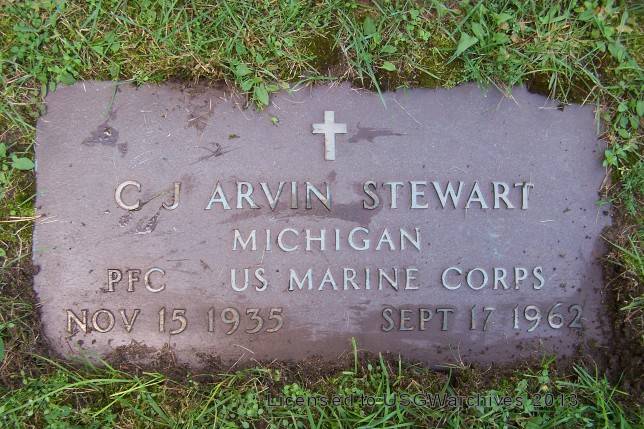 C J ARVIN STEWART
MICHIGAN
PFC US MARINE CORPS
NOV 15 1935 SEPT 17 1962
Licensed to USGWarchives 2013